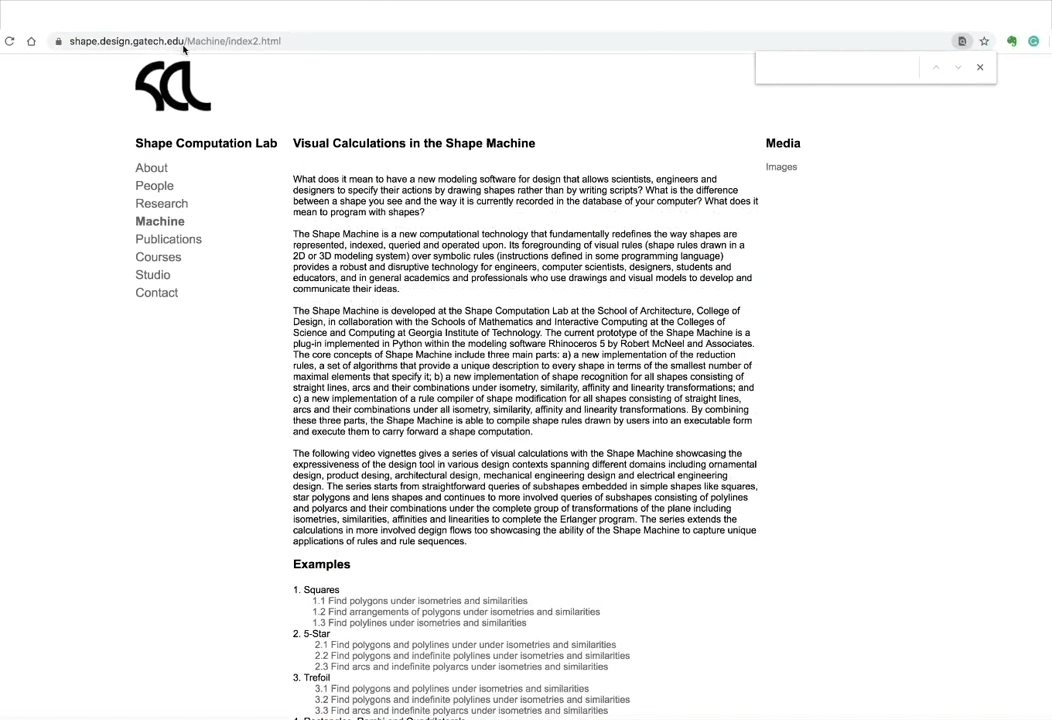 shape.design.gatech.edu/Machine/index2.html
SCL
Shape Computation Lab
About
People
Research
Machine
Publications
Courses
Studio
Contact
Visual Calculations in the Shape Machine
What does it mean to have a new modeling software for design that allows scientists, engineers and
designers to specify their actions by drawing shapes rather than by writing scripts? What is the difference
between a shape you see and the way it is currently recorded in the database of your computer? What does it
mean to program with shapes?
The Shape Machine is a new computational technology that fundamentally redefines the way shapes are
represented, indexed, queried and operated upon. Its foregrounding of visual rules (shape rules drawn in a
2D or 3D modeling system) over symbolic rules (instructions defined in some programming language)
provides a robust and disruptive technology for engineers, computer scientists, designers, students and
educators, and in general academics and professionals who use drawings and visual models to develop and
communicate their ideas.
The Shape Machine is developed at the Shape Computation Lab at the School of Architecture, College of
Design, in collaboration with the Schools of Mathematics and Interactive Computing at the Colleges of
Science and Computing at Georgia Institute of Technology. The current prototype of the Shape Machine is a
plug-in implemented in Python within the modeling software Rhinoceros 5 by Robert McNeel and Associates.
The core concepts of Shape Machine include three main parts: a) a new implementation of the reduction
rules, a set of algorithms that provide a unique description to every shape in terms of the smallest number of
maximal elements that specify it; b) a new implementation of shape recognition for all shapes consisting of
straight lines, arcs and their combinations under isometry, similarity, affinity and linearity transformations; and
c) a new implementation of a rule compiler of shape modification for all shapes consisting of straight lines,
arcs and their combinations under all isometry, similarity, affinity and linearity transformations. By combining
these three parts, the Shape Machine is able to compile shape rules drawn by users into an executable form
and execute them to carry forward a shape computation.
The following video vignettes gives a series of visual calculations with the Shape Machine showcasing the
expressiveness of the design tool in various design contexts spanning different domains including ornamental
design, product desing, architectural design, mechanical engineering design and electrical engineering
design. The series starts from straightforward queries of subshapes embedded in simple shapes like squares,
star polygons and lens shapes and continues to more involved queries of subshapes consisting of polylines
and polyarcs and their combinations under the complete group of transformations of the plane including
isometries, similarities, affinities and linearities to complete the Erlanger program. The series extends the
calculations in more involved degign flows too showcasing the ability of the Shape Machine to capture unique
applications of rules and rule sequences.
Examples
1. Squares
1.1 Find polygons under isometries and similarities
1.2 Find arrangements of polygons under isometries and similarities
1.3 Find polylines under isometries and similarities
2. 5-Star
2.1 Find polygons and polylines under under isometries and similarities
2.2 Find polygons and indefinite polylines under isometries and similarities
2.3 Find arcs and indefinite polyarcs under isometries and similarities
3. Trefoil
3.1 Find polygons and polylines under isometries and similarities
3.2 Find polygons and indefinite polylines under isometries and similarities
3.3 Find arcs and indefinite polyarcs under isometries and similarities
Media
Images